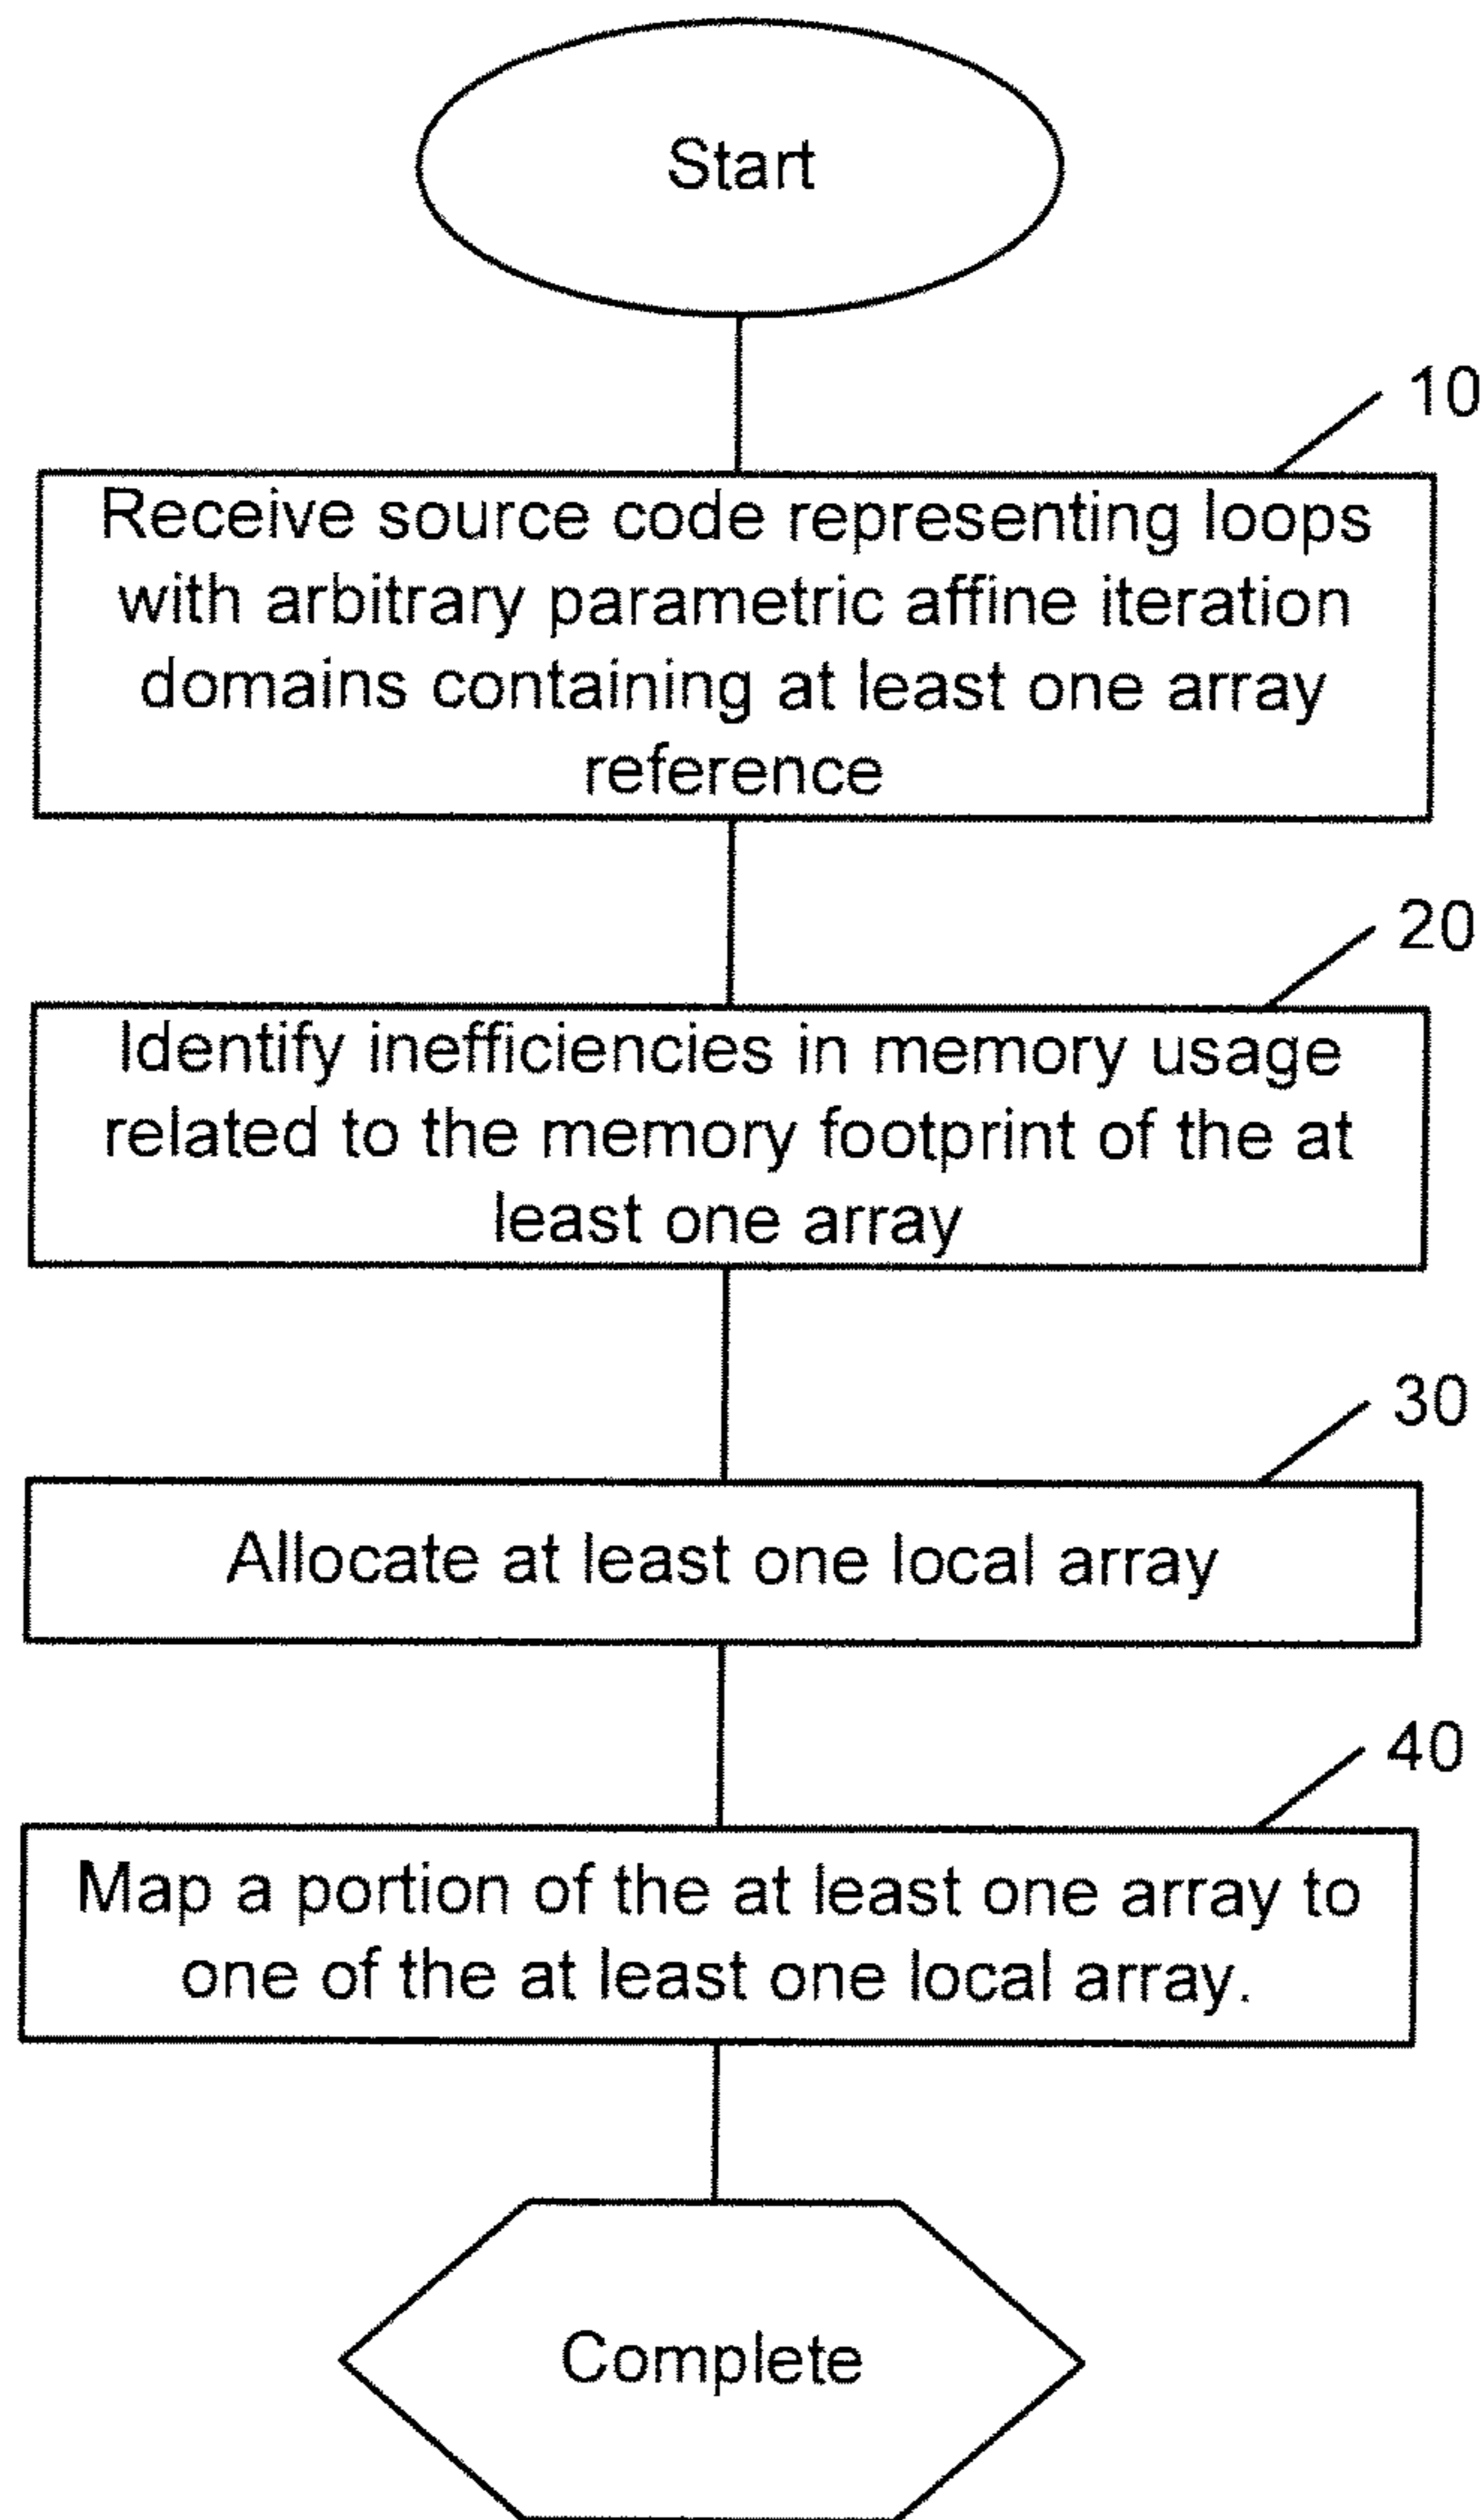 Start
10
Receive source code representing loops
with arbitrary parametric affine iteration
domains containing at least one array
reference
20
Identify inefficiencies in memory usage
related to the memory footprint of the at
least one array
30
Allocate at least one local array
40
Map a portion of the at least one array to
one of the at least one local array.
Complete